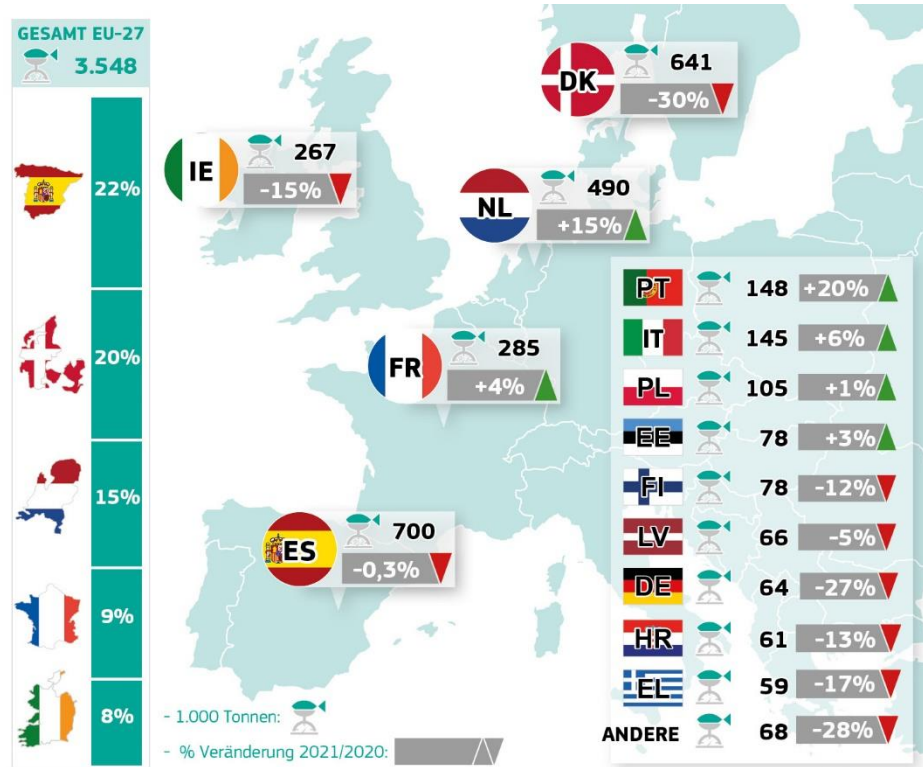 GESAMT EU-27
3.548
22%
20%
15%
9%
8%
DK
641
-30%
IE
267
-15%
NL
490
+15%
FR
285
+4%
ES
700
-0,3%
PT 148 +20%
IT 145 +6%
PL 105 +1%
EE 78 +3%
FI 78 -12%
LV 66 -5%
DE 64 -27%
HR 61 -13%
EL 59 -17%
ANDERE 68 -28%
- 1.000 Tonnen:
- % Veränderung 2021/2020: